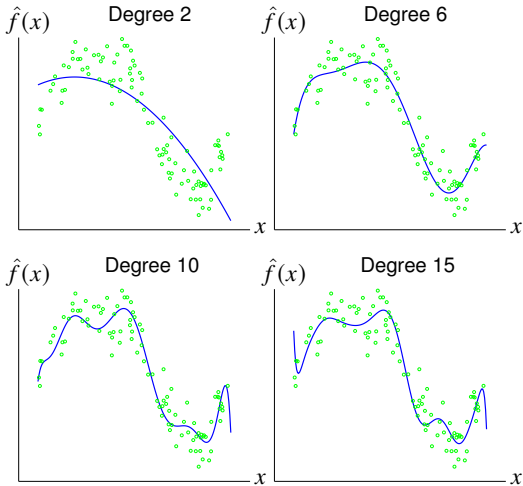 Degree 2
f̂(x)
x
Degree 6
f̂(x)
x
Degree 10
f̂(x)
x
Degree 15
f̂(x)
x